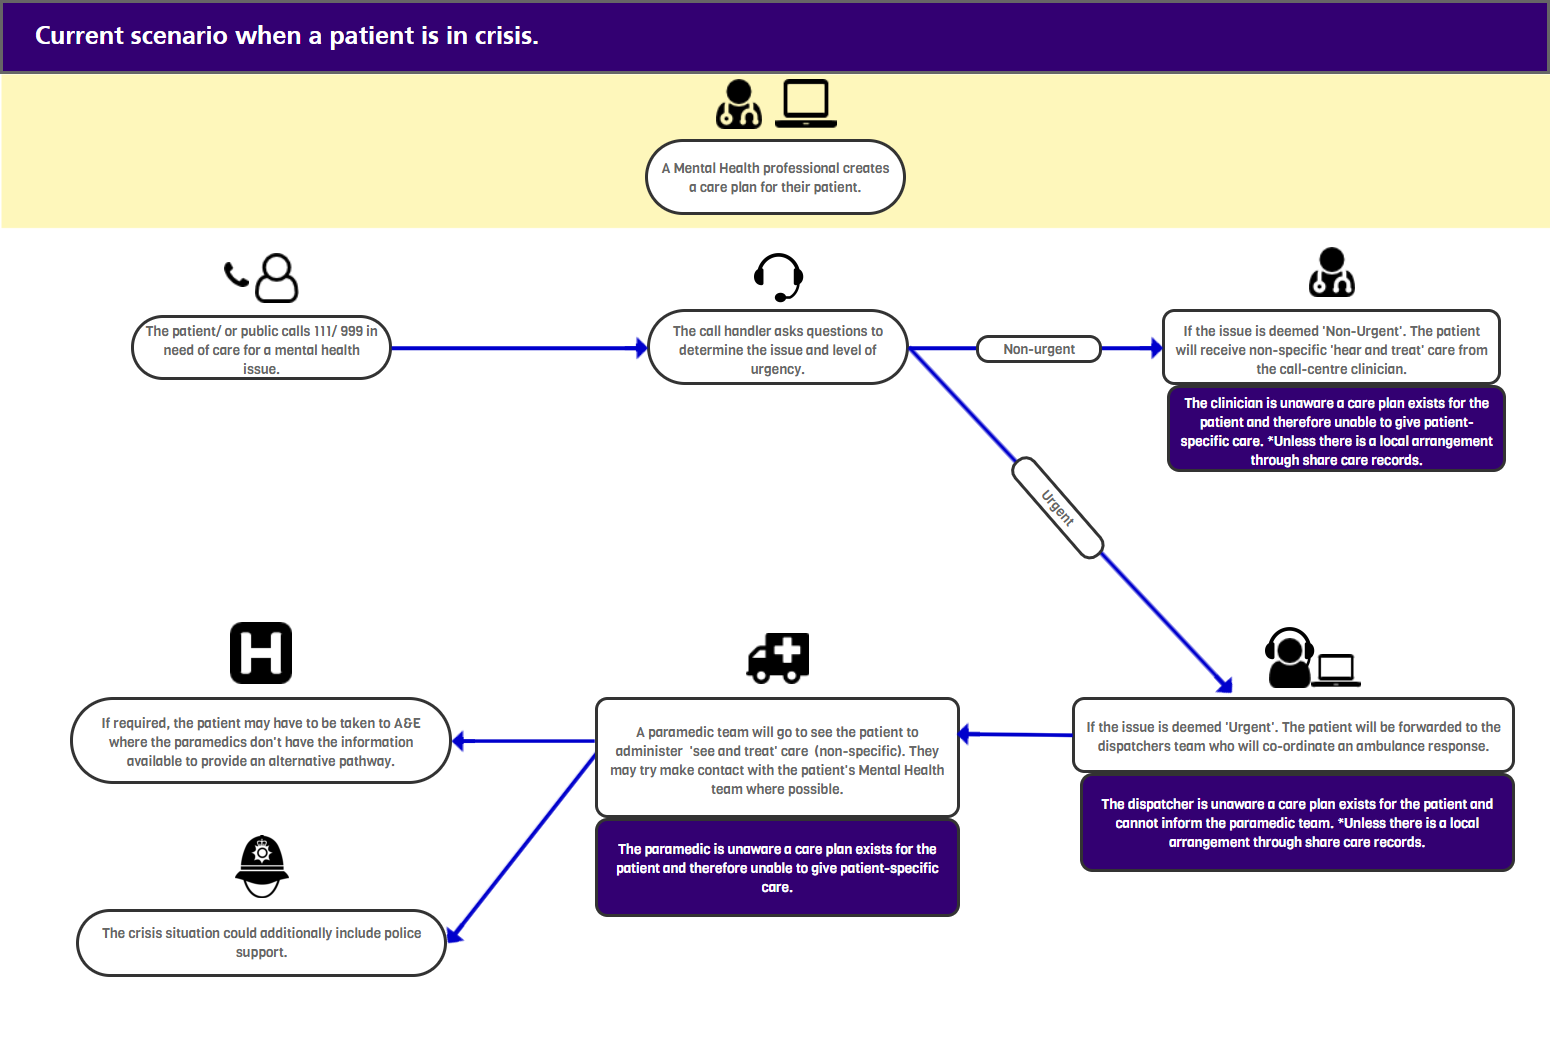 Current scenario when a patient is in crisis.
A Mental Health professional creates
a care plan for their patient.
The patient/ or public calls 111/ 999 in
need of care for a mental health
issue.
The call handler asks questions to
determine the issue and level of
urgency.
Non-urgent
If the issue is deemed 'Non-Urgent'. The patient
will receive non-specific 'hear and treat' care from
the call-centre clinician.
The clinician is unaware a care plan exists for the
patient and therefore unable to give patient-
specific care. *Unless there is a local arrangement
through share care records.
Urgent
If the issue is deemed 'Urgent'. The patient will be forwarded to the
dispatchers team who will co-ordinate an ambulance response.
The dispatcher is unaware a care plan exists for the patient and
cannot inform the paramedic team. *Unless there is a local
arrangement through share care records.
A paramedic team will go to see the patient to
administer 'see and treat' care (non-specific). They
may try make contact with the patient's Mental Health
team where possible.
The paramedic is unaware a care plan exists for the
patient and therefore unable to give patient-specific
care.
H
If required, the patient may have to be taken to A&E
where the paramedics don't have the information
available to provide an alternative pathway.
The crisis situation could additionally include police
support.